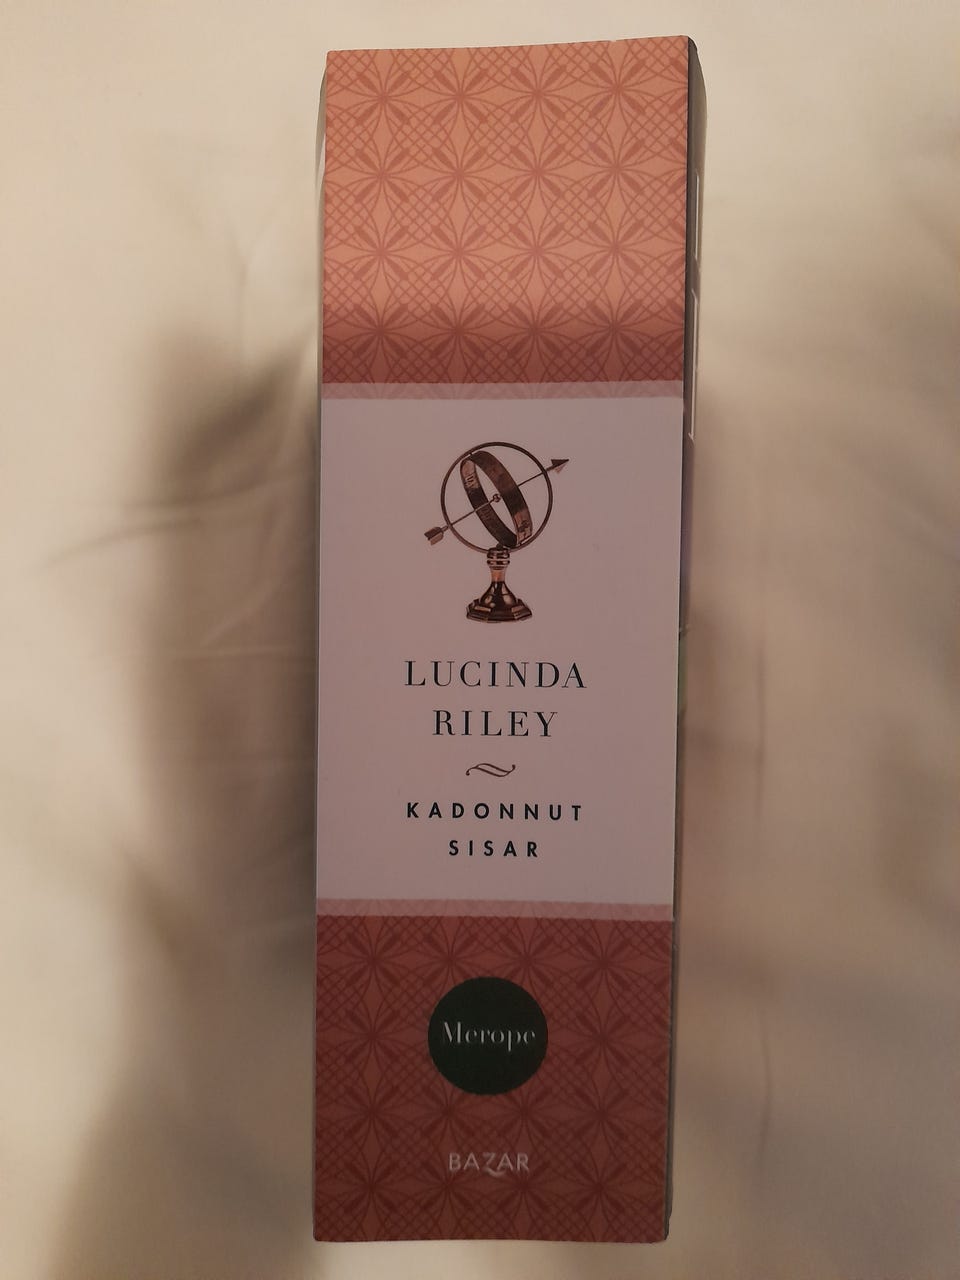 LUCINDA
RILEY
KADONNUT
SISAR
Merope
BAZAR